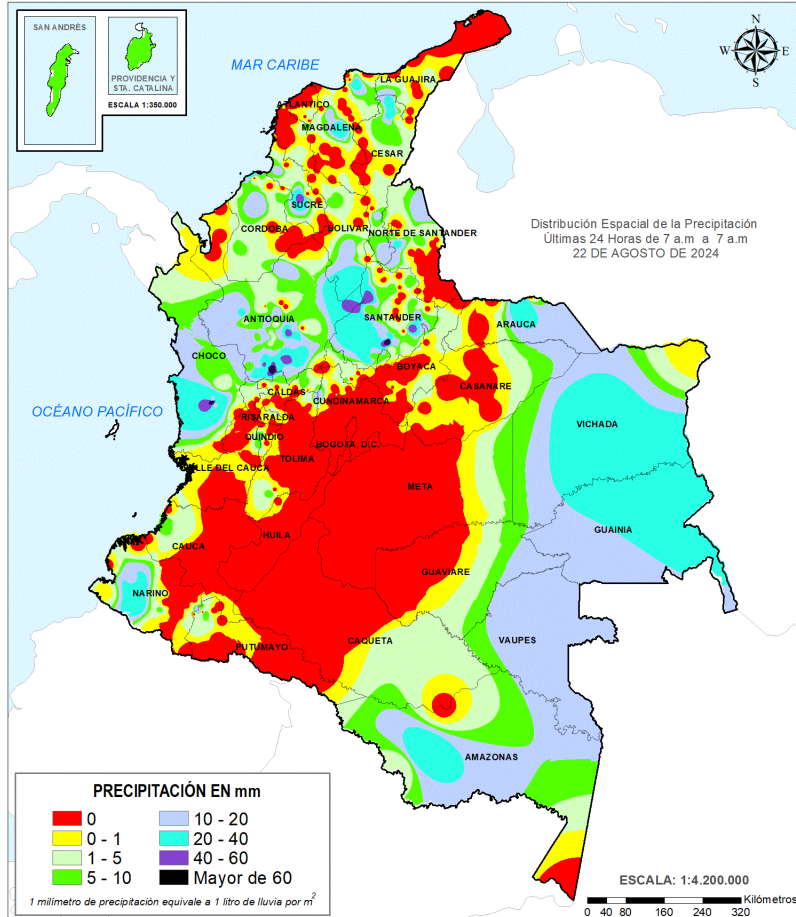 SAN ANDRÉS
PROVIDENCIA Y
STA. CATALINA
ESCALA 1:350.000
MAR CARIBE
N
W
E
S
LA GUAJIRA
ATLANTICO
MAGDALENA
CESAR
SUCRE
CORDOBA
BOLIVAR
NORTE DE SANTANDER
Distribución Espacial de la Precipitación
Últimas 24 Horas de 7 a.m a 7 a.m
22 DE AGOSTO DE 2024
ANTIOQUIA
SANTANDER
ARAUCA
CHOCO
BOYACA
CASANARE
CALDAS
CUNDINAMARCA
OCÉANO PACÍFICO
RISARALDA
VICHADA
QUINDIO
BOGOTA, D.C.
TOLIMA
VALLE DEL CAUCA
META
GUAINIA
HUILA
CAUCA
GUAVIARE
NARIÑO
VAUPES
CAQUETA
PUTUMAYO
AMAZONAS
PRECIPITACIÓN EN mm
0
0 - 1
1 - 5
5 - 10
10 - 20
20 - 40
40 - 60
Mayor de 60
1 milímetro de precipitación equivale a 1 litro de lluvia por m²
ESCALA: 1:4.200.000
Kilómetros
0 40 80 160 240 320